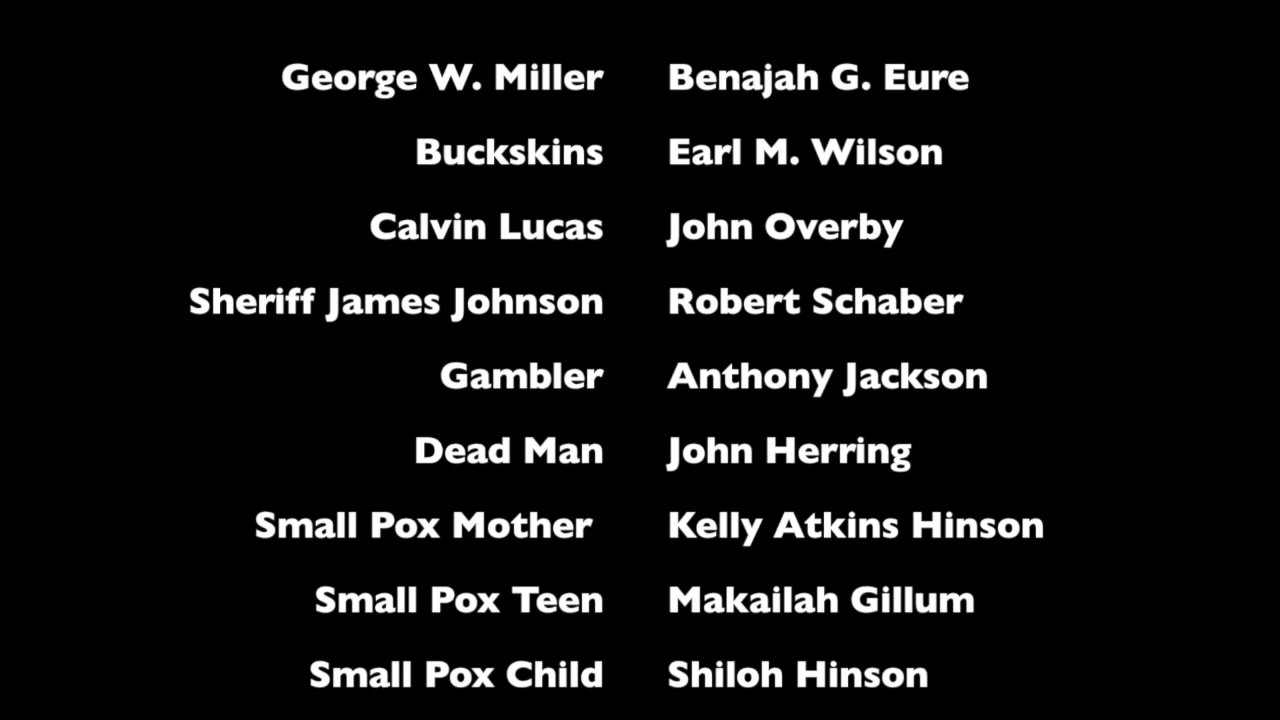 George W. Miller Benajah G. Eure
Buckskins Earl M. Wilson
Calvin Lucas John Overby
Sheriff James Johnson Robert Schaber
Gambler Anthony Jackson
Dead Man John Herring
Small Pox Mother Kelly Atkins Hinson
Small Pox Teen Makailah Gillum
Small Pox Child Shiloh Hinson